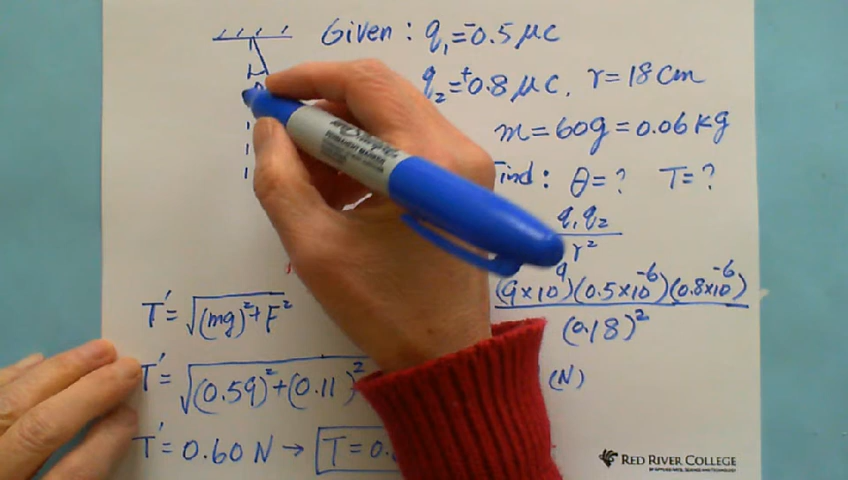 Given : q₁=⁻0.5 μc
q₂=⁺0.8 μc, r=18 cm
m=60g=0.06 kg
θ=? T=?
q₁q₂
r²
(9×10⁹)(0.5×10⁻⁶)(0.8×10⁻⁶)
(0.18)²
(N)
T'=√(mg)²+F²
T'=√(0.59)²+(0.11)²
T'=0.60 N → T=0.
RED RIVER COLLEGE